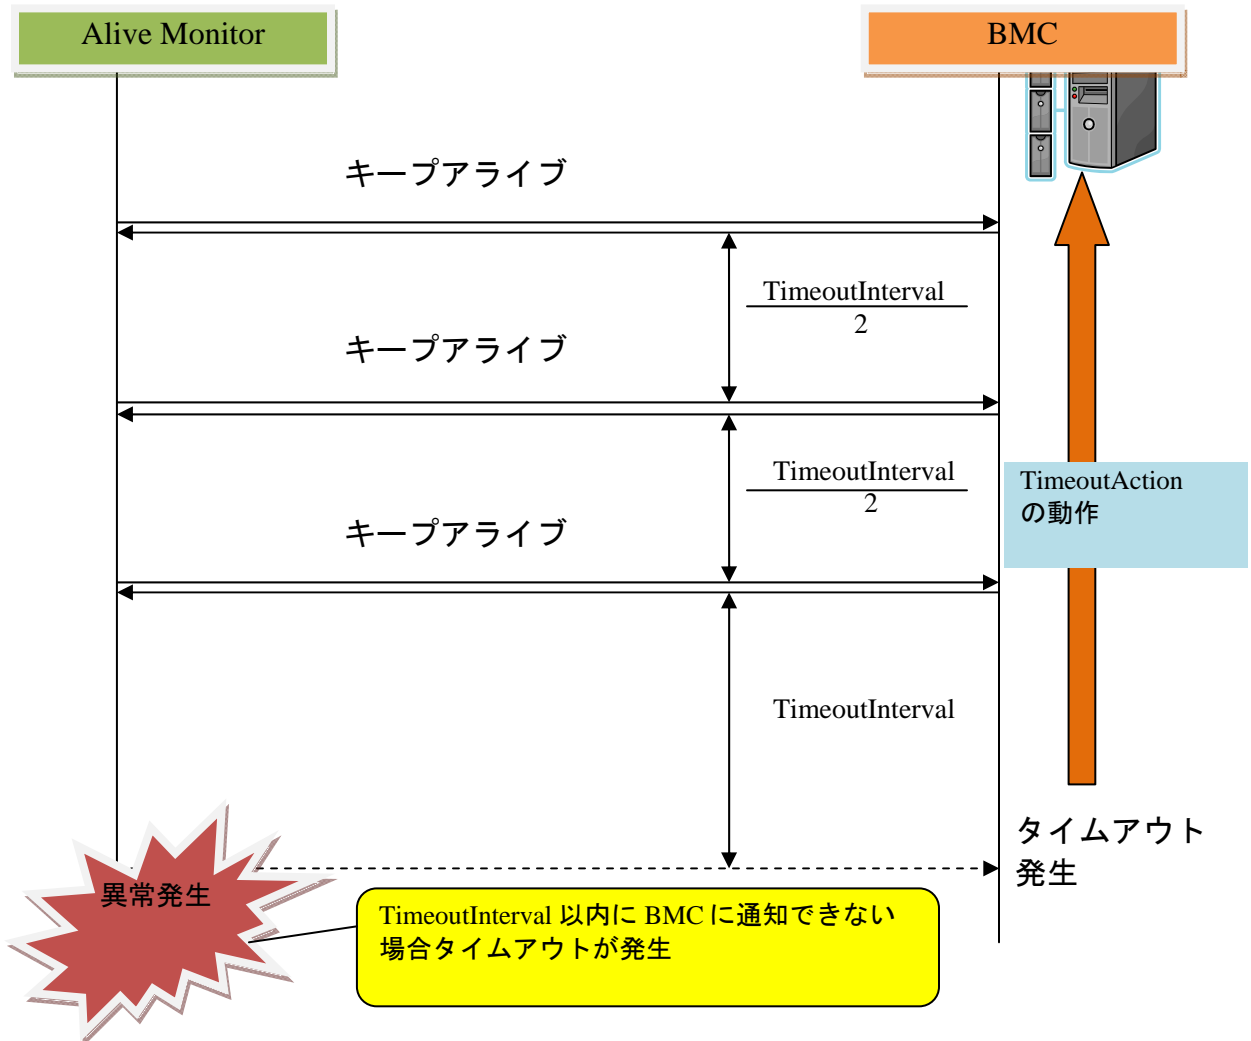 Alive Monitor
BMC
キープアライブ
TimeoutInterval
2
キープアライブ
TimeoutInterval
2
TimeoutAction
の動作
キープアライブ
TimeoutInterval
タイムアウト
発生
異常発生
TimeoutInterval 以内に BMC に通知できない
場合タイムアウトが発生